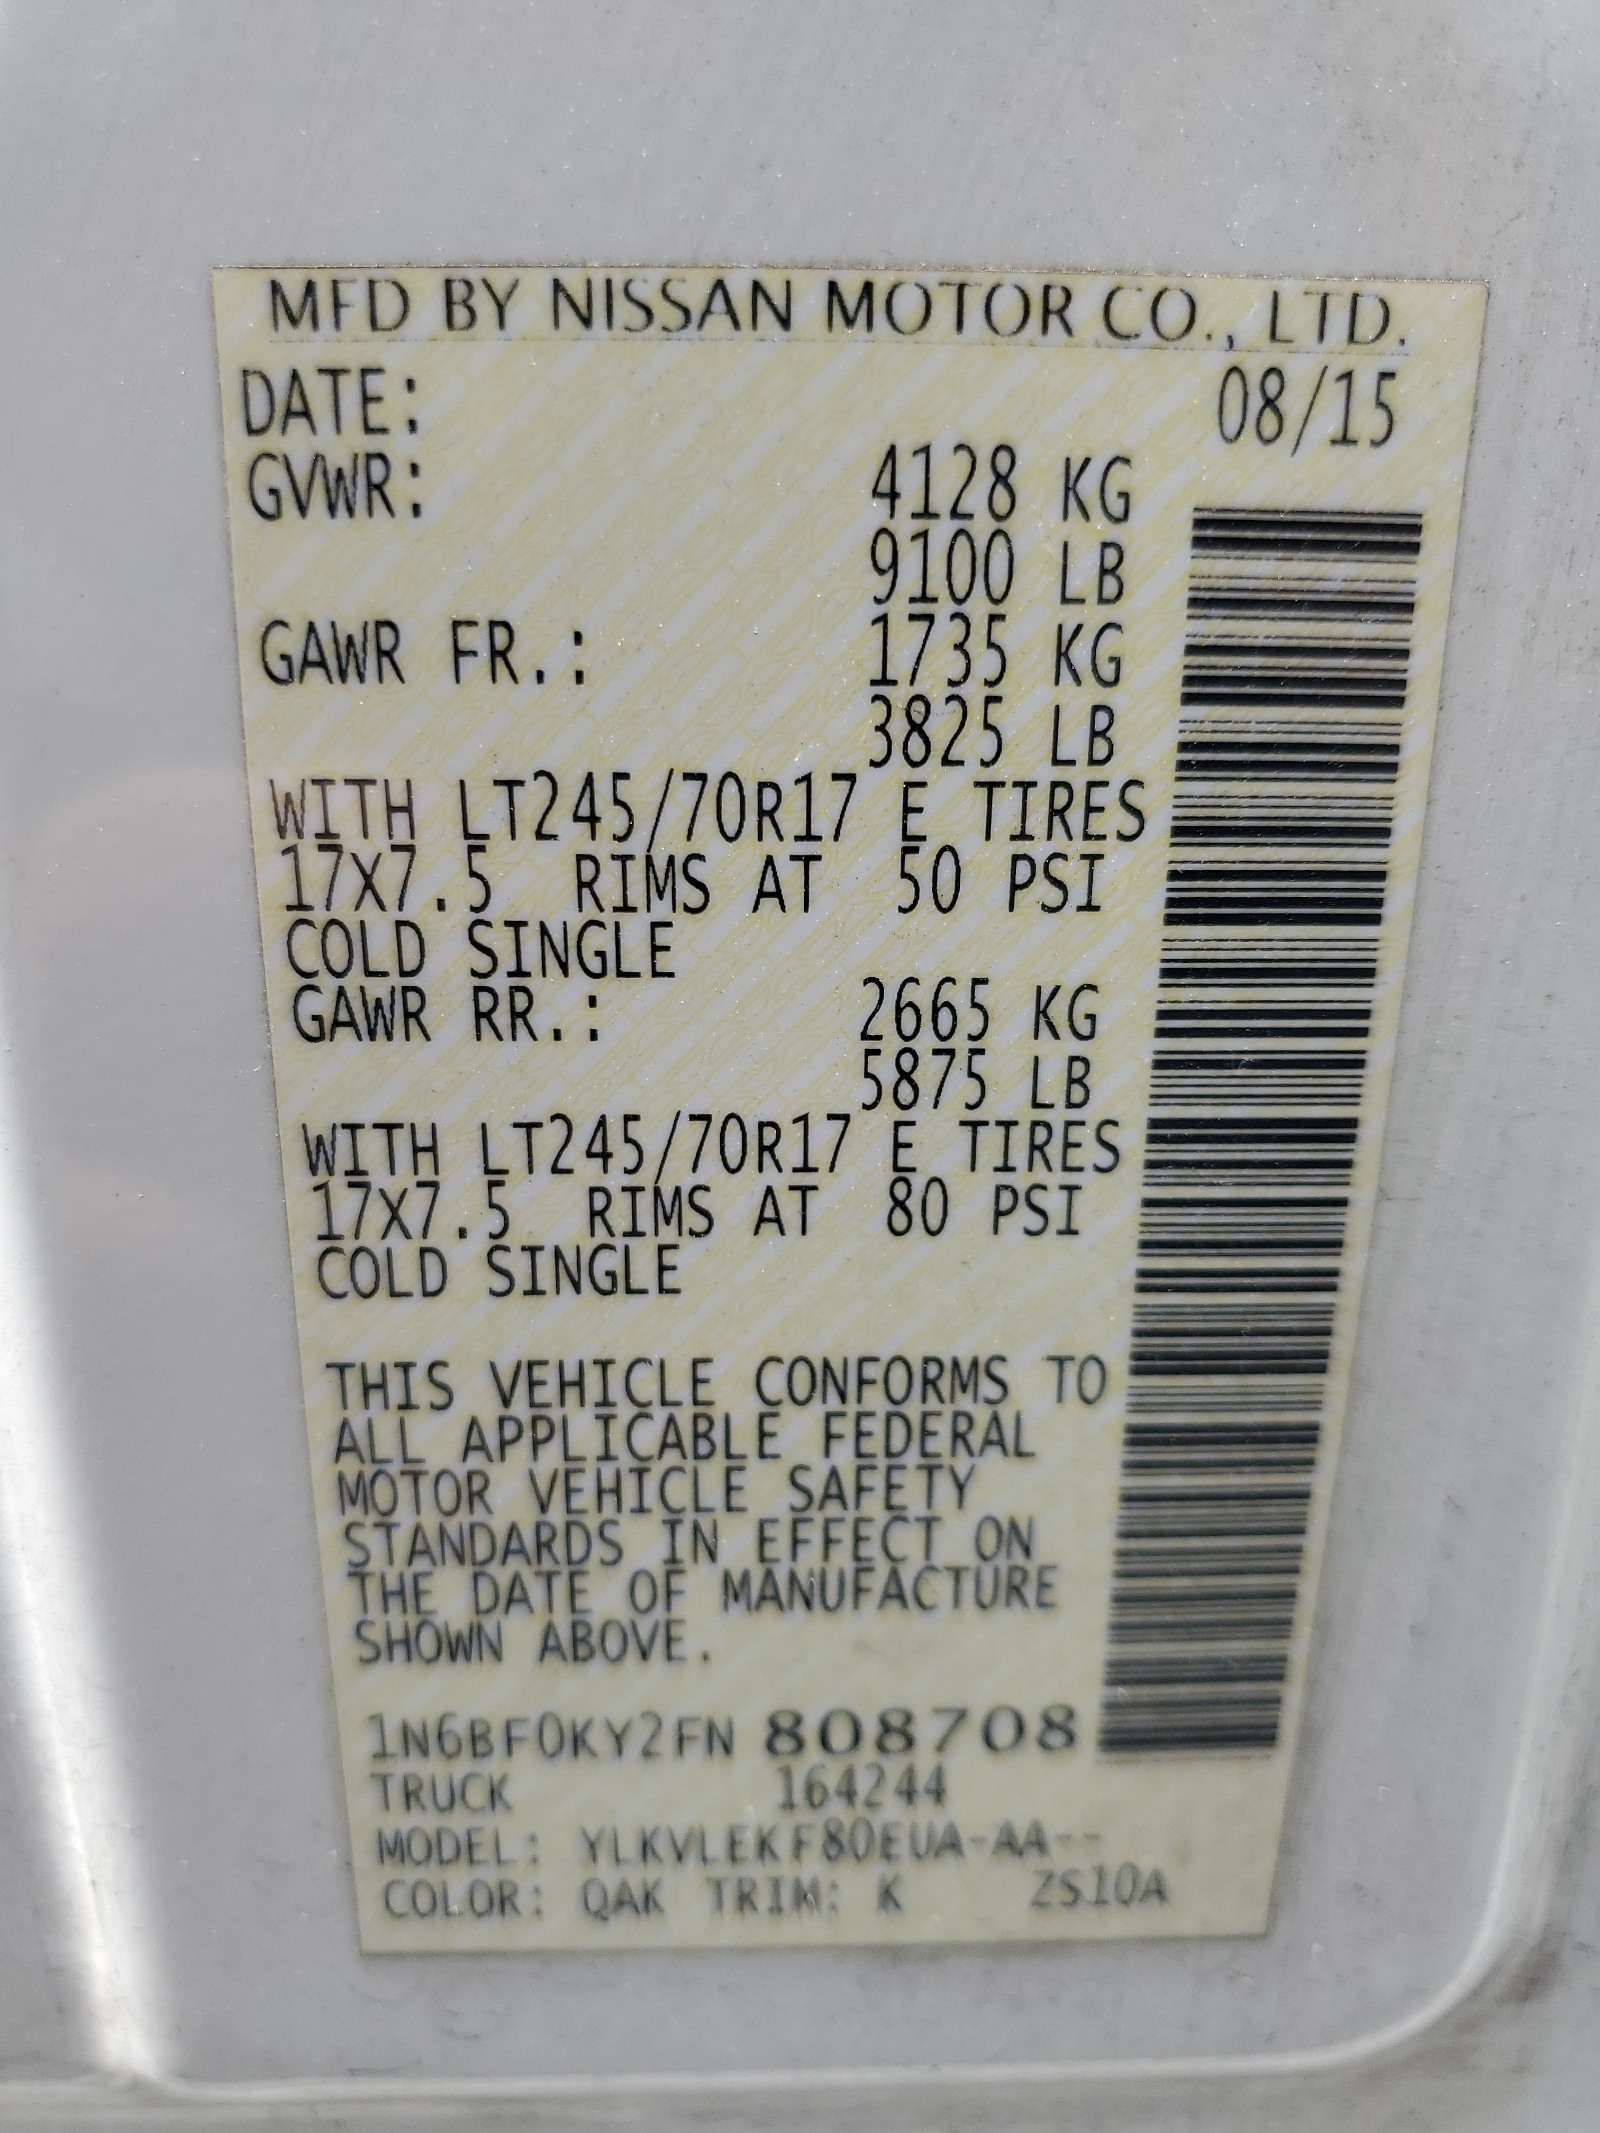 MFD BY NISSAN MOTOR CO., LTD.
DATE: 08/15
GVWR: 4128 KG
9100 LB
GAWR FR.: 1735 KG
3825 LB
WITH LT245/70R17 E TIRES
17X7.5 RIMS AT 50 PSI
COLD SINGLE
GAWR RR.: 2665 KG
5875 LB
WITH LT245/70R17 E TIRES
17X7.5 RIMS AT 80 PSI
COLD SINGLE
THIS VEHICLE CONFORMS TO
ALL APPLICABLE FEDERAL
MOTOR VEHICLE SAFETY
STANDARDS IN EFFECT ON
THE DATE OF MANUFACTURE
SHOWN ABOVE.
1N6BF0KY2FN 808708
TRUCK 164244
MODEL: YLKVLEKF80EUA-AA--
COLOR: QAK TRIM: K ZS10A